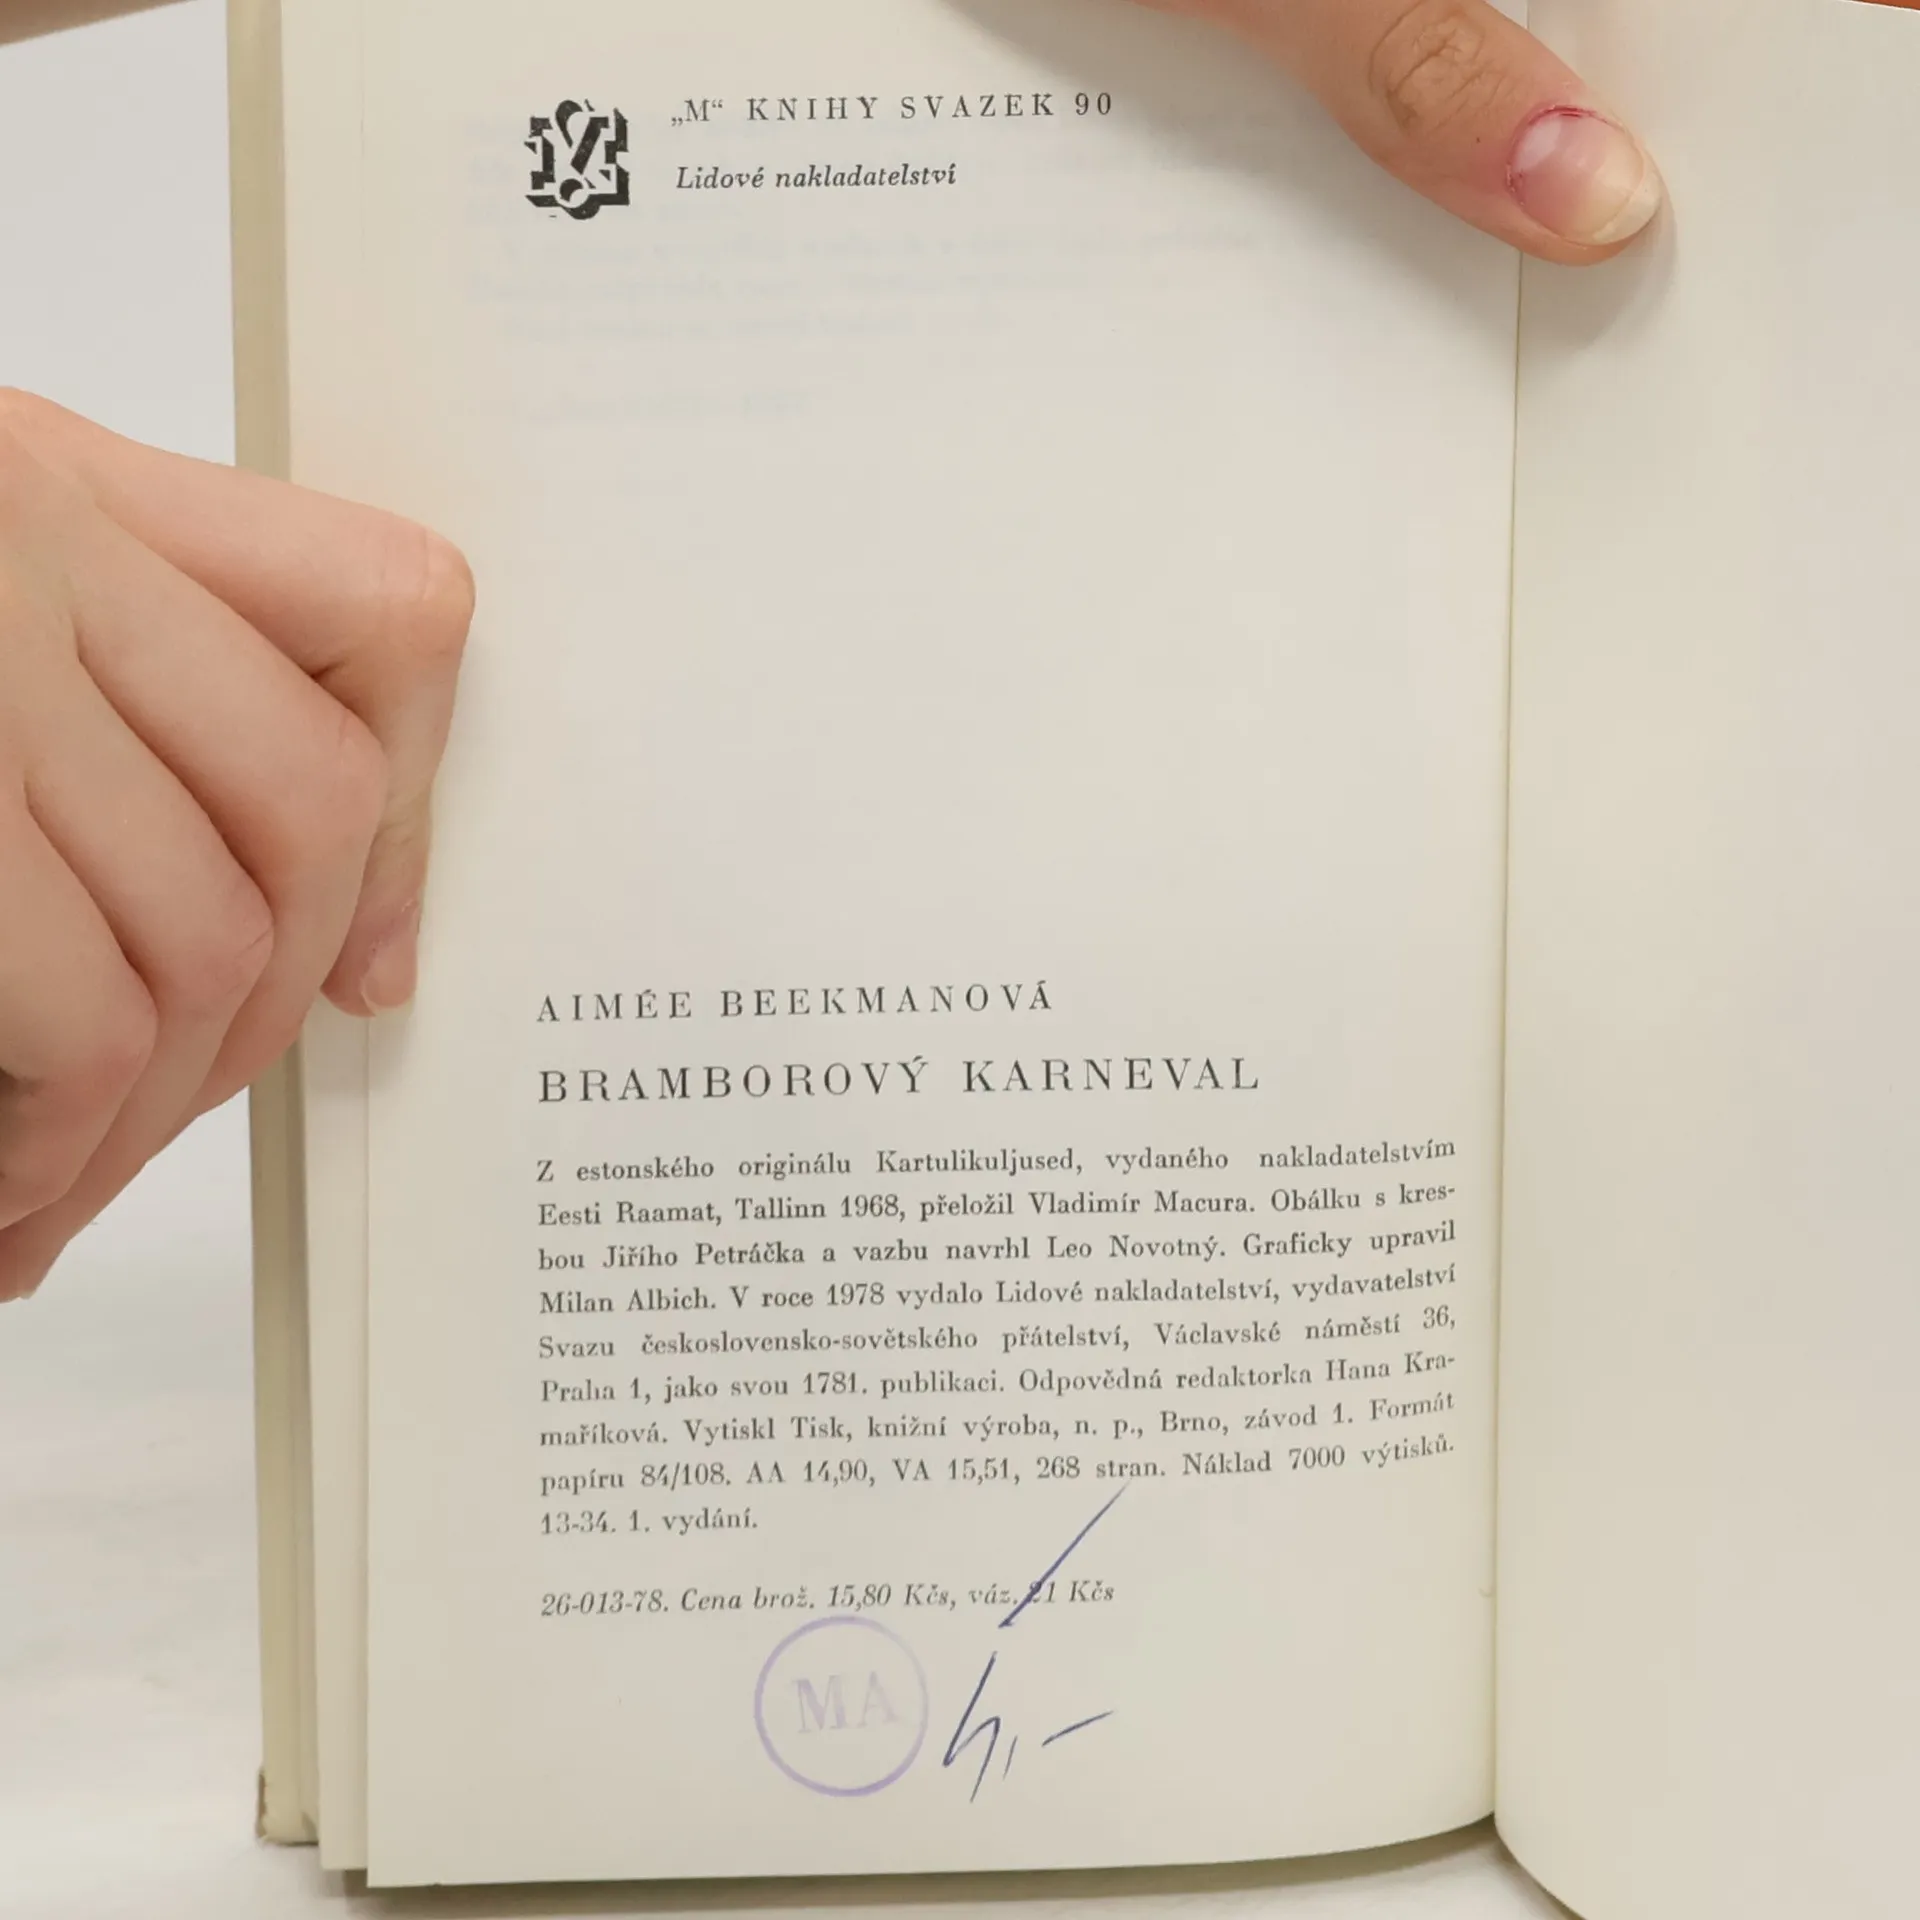 „M“ KNIHY SVAZEK 90
Lidové nakladatelství
AIMÉE BEEKMANOVÁ
BRAMBOROVÝ KARNEVAL
Z estonského originálu Kartulikuljused, vydaného nakladatelstvím
Eesti Raamat, Tallinn 1968, přeložil Vladimír Macura. Obálku s kres-
bou Jiřího Petráčka a vazbu navrhl Leo Novotný. Graficky upravil
Milan Albich. V roce 1978 vydalo Lidové nakladatelství, vydavatelství
Svazu československo-sovětského přátelství, Václavské náměstí 36,
Praha 1, jako svou 1781. publikaci. Odpovědná redaktorka Hana Kra-
maříková. Vytiskl Tisk, knižní výroba, n. p., Brno, závod 1. Formát
papíru 84/108. AA 14,90, VA 15,51, 268 stran. Náklad 7000 výtisků.
13-34. 1. vydání.
26-013-78. Cena brož. 15,80 Kčs, váz. 21 Kčs
MA
4,-